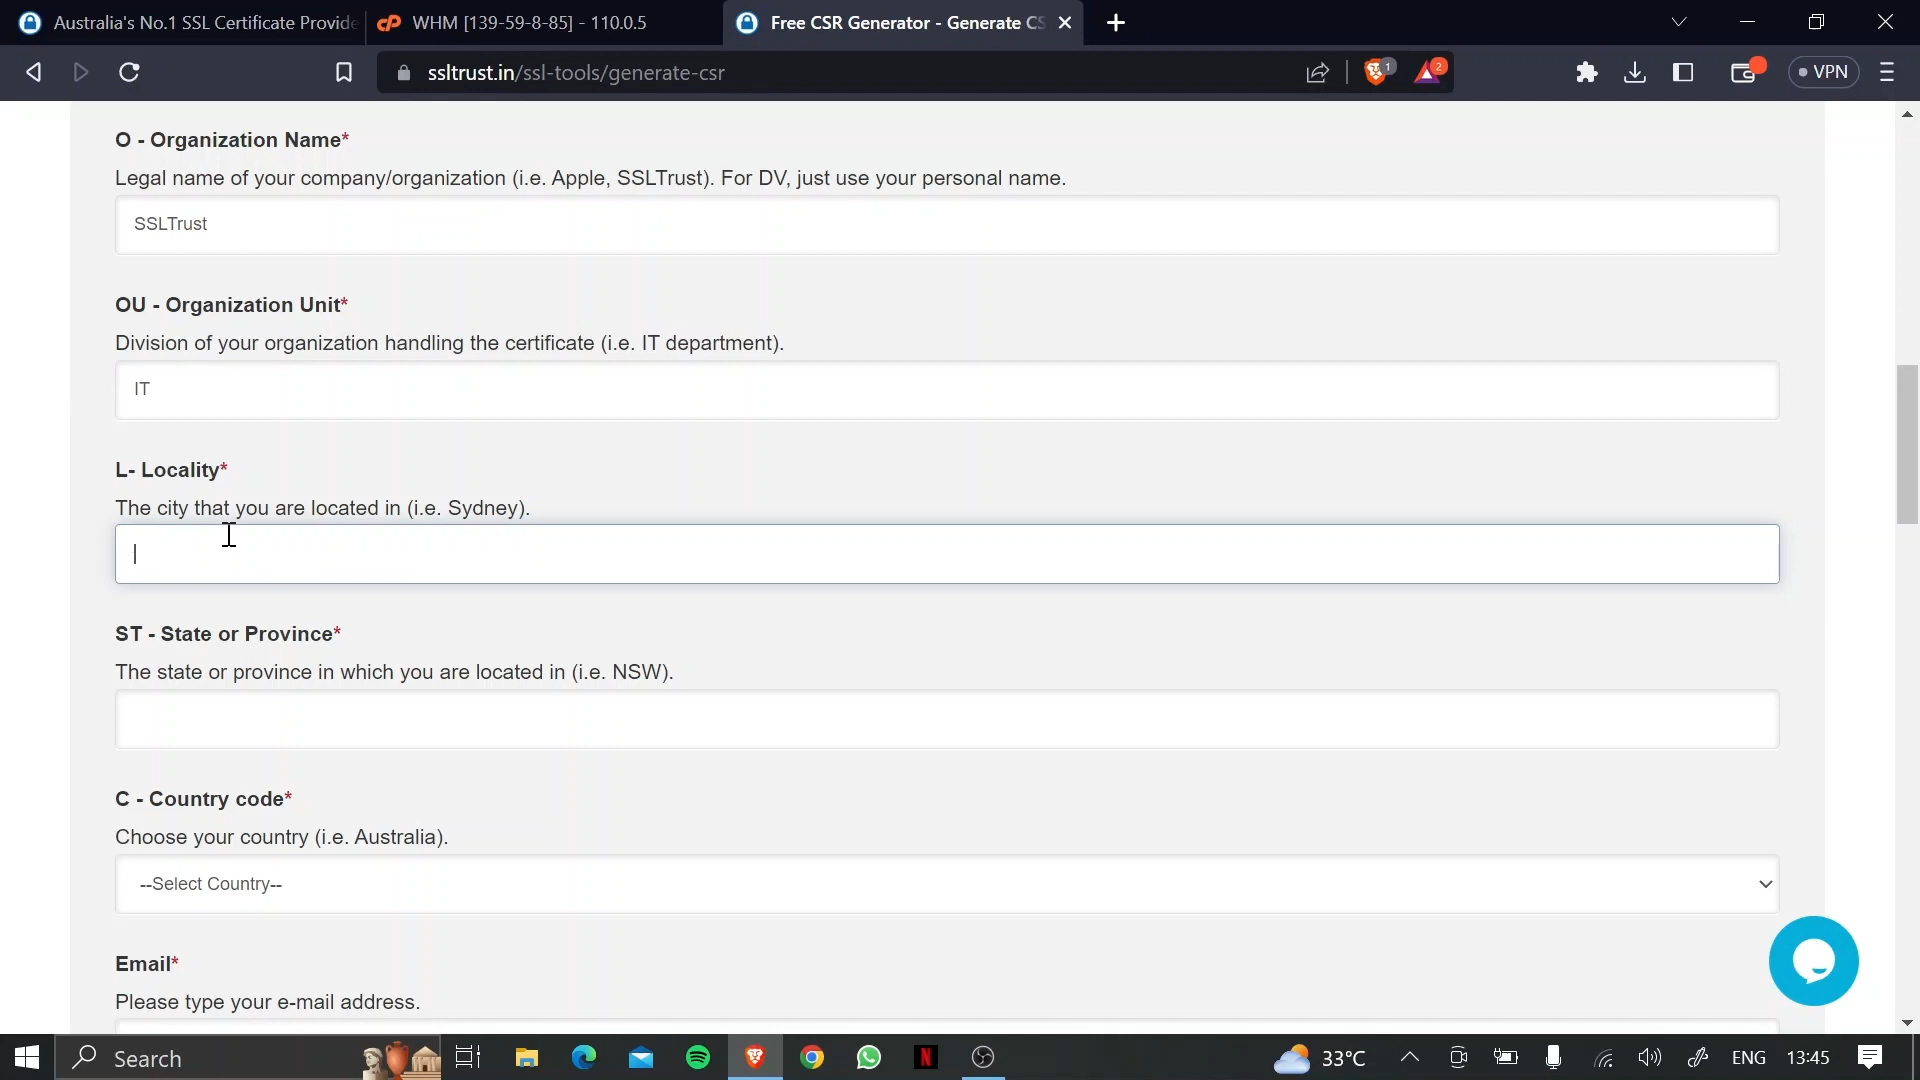 Australia's No.1 SSL Certificate Provide
WHM [139-59-8-85] - 110.0.5
Free CSR Generator - Generate CS
ssltrust.in/ssl-tools/generate-csr
1
2
VPN
O - Organization Name*
Legal name of your company/organization (i.e. Apple, SSLTrust). For DV, just use your personal name.
SSLTrust
OU - Organization Unit*
Division of your organization handling the certificate (i.e. IT department).
IT
L- Locality*
The city that you are located in (i.e. Sydney).
ST - State or Province*
The state or province in which you are located in (i.e. NSW).
C - Country code*
Choose your country (i.e. Australia).
--Select Country--
Email*
Please type your e-mail address.
Search
33°C
ENG
13:45